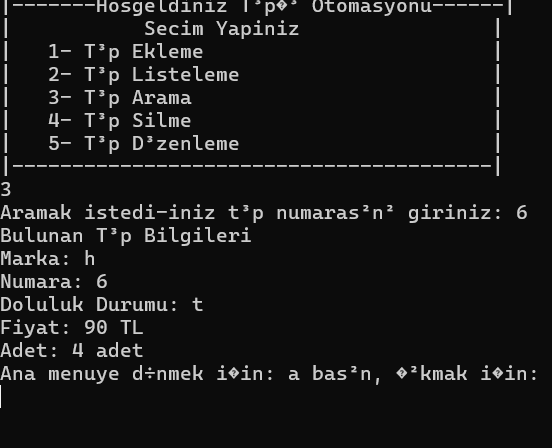 |-------Hosgeldiniz T³p�³ Otomasyonu------|
| Secim Yapiniz |
| 1- T³p Ekleme |
| 2- T³p Listeleme |
| 3- T³p Arama |
| 4- T³p Silme |
| 5- T³p D³zenleme |
|----------------------------------------|
3
Aramak istedi-iniz t³p numaras²n² giriniz: 6
Bulunan T³p Bilgileri
Marka: h
Numara: 6
Doluluk Durumu: t
Fiyat: 90 TL
Adet: 4 adet
Ana menuye d÷nmek i�in: a bas²n, �²kmak i�in: